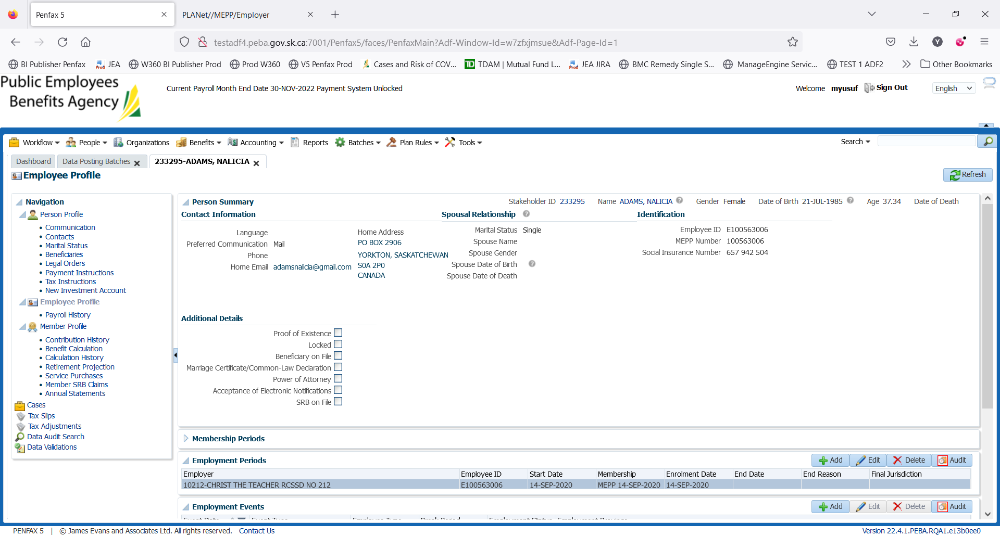 Penfax 5
PLANet//MEPP/Employer
testadf4.peba.gov.sk.ca:7001/Penfax5/faces/PenfaxMain?Adf-Window-Id=w7zfxjmsue&Adf-Page-Id=1
BI Publisher Penfax JEA W360 BI Publisher Prod Prod W360 V5 Penfax Prod Cases and Risk of COV... TDAM | Mutual Fund L... JEA JIRA BMC Remedy Single S... ManageEngine Servic... TEST 1 ADF2 Other Bookmarks
Public Employees
Benefits Agency
Current Payroll Month End Date 30-NOV-2022 Payment System Unlocked
Welcome myusuf Sign Out English
Workflow People Organizations Benefits Accounting Reports Batches Plan Rules Tools Search
Dashboard Data Posting Batches 233295-ADAMS, NALICIA
Employee Profile
Refresh
Navigation
Person Profile
Communication
Contacts
Marital Status
Beneficiaries
Legal Orders
Payment Instructions
Tax Instructions
New Investment Account
Employee Profile
Payroll History
Member Profile
Contribution History
Benefit Calculation
Calculation History
Retirement Projection
Service Purchases
Member SRB Claims
Annual Statements
Cases
Tax Slips
Tax Adjustments
Data Audit Search
Data Validations
Person Summary
Stakeholder ID 233295 Name ADAMS, NALICIA Gender Female Date of Birth 21-JUL-1985 Age 37.34 Date of Death
Contact Information
Language
Preferred Communication Mail
Phone
Home Email adamsnalicia@gmail.com
Home Address
PO BOX 2906
YORKTON, SASKATCHEWAN
S0A 2P0
CANADA
Spousal Relationship
Marital Status Single
Spouse Name
Spouse Gender
Spouse Date of Birth
Spouse Date of Death
Identification
Employee ID E100563006
MEPP Number 100563006
Social Insurance Number 657 942 504
Additional Details
Proof of Existence
Locked
Beneficiary on File
Marriage Certificate/Common-Law Declaration
Power of Attorney
Acceptance of Electronic Notifications
SRB on File
Membership Periods
Employment Periods
Add Edit Delete Audit
Employer Employee ID Start Date Membership Enrolment Date End Date End Reason Final Jurisdiction
10212-CHRIST THE TEACHER RCSSD NO 212 E100563006 14-SEP-2020 MEPP 14-SEP-2020 14-SEP-2020
Employment Events
Add Edit Delete Audit
Event Date Event Type Employee Type Break Period Employment Status Employment Province
PENFAX 5 | © James Evans and Associates Ltd. All rights reserved. Contact Us
Version 22.4.1.PEBA.RQA1.e13b0ee0